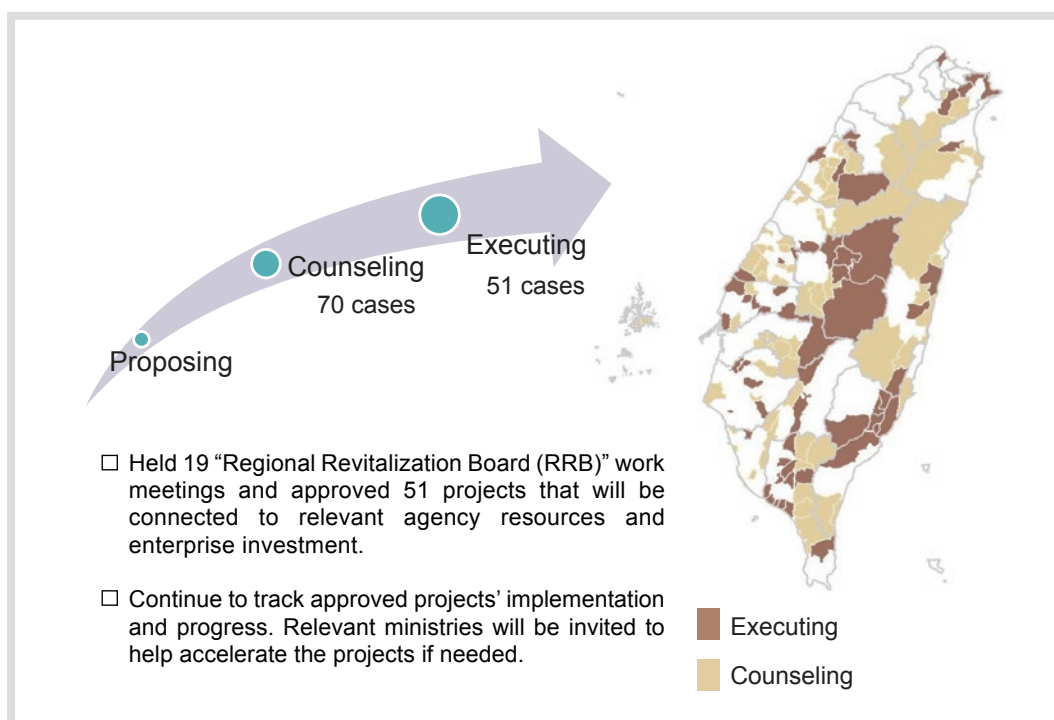 Proposing
Counseling
70 cases
Executing
51 cases
☐ Held 19 “Regional Revitalization Board (RRB)” work
meetings and approved 51 projects that will be
connected to relevant agency resources and
enterprise investment.
☐ Continue to track approved projects’ implementation
and progress. Relevant ministries will be invited to
help accelerate the projects if needed.
Executing
Counseling